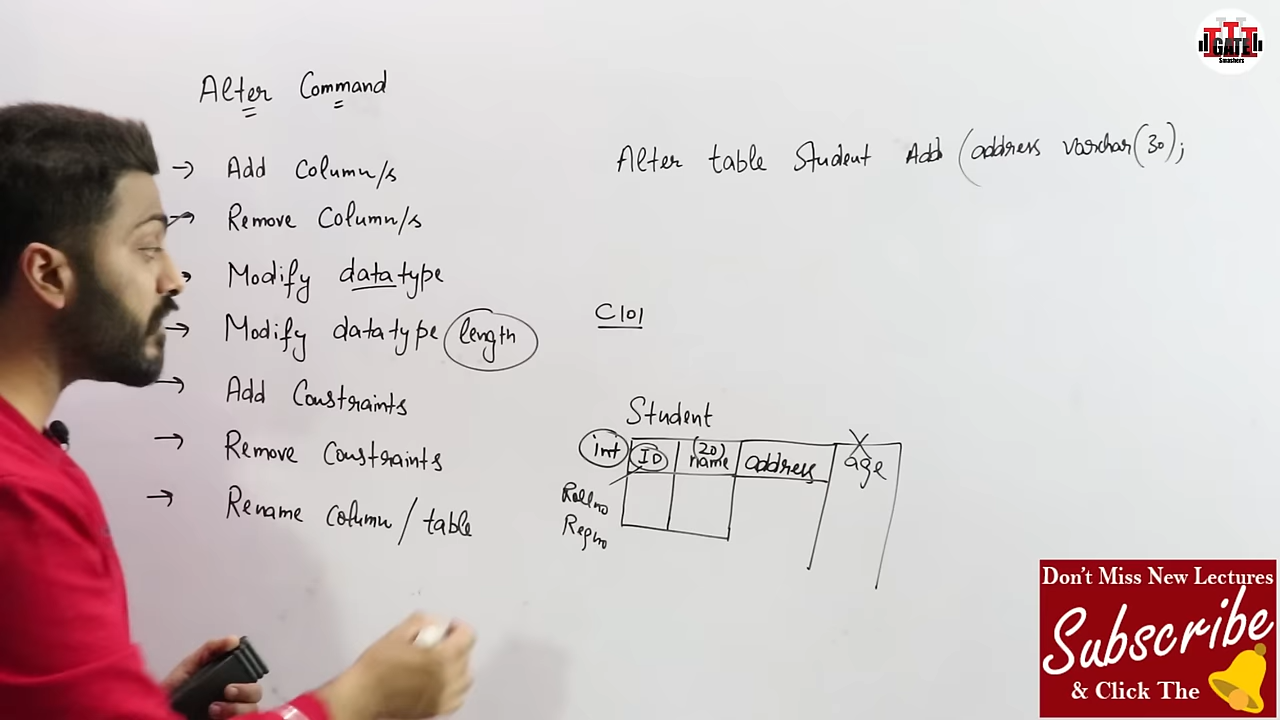 Alter Command
→ Add Column/s
→ Remove Column/s
→ Modify datatype
→ Modify datatype length
→ Add Constraints
→ Remove Constraints
→ Rename Column / table
Alter table Student Add (address varchar(30);
C101
Student
int ID (20) name address X age
Rollno
Regno
GATE
Smashers
Don't Miss New Lectures
Subscribe
& Click The